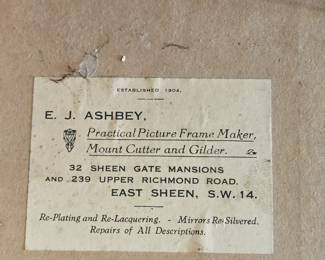 ESTABLISHED 1904.
E. J. ASHBEY,
Practical Picture Frame Maker,
Mount Cutter and Gilder.
32 SHEEN GATE MANSIONS
AND 239 UPPER RICHMOND ROAD.
EAST SHEEN, S.W. 14.
Re-Plating and Re-Lacquering. - Mirrors Re-Silvered.
Repairs of All Descriptions.